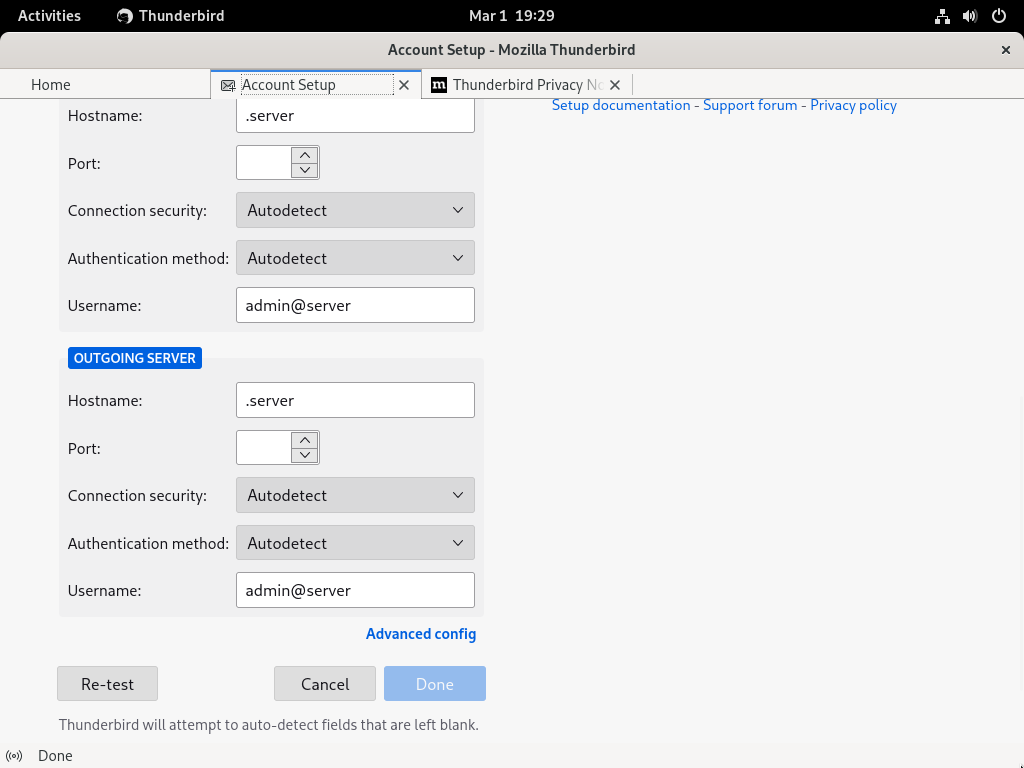 Activities Thunderbird Mar 1 19:29
Account Setup - Mozilla Thunderbird
Home Account Setup Thunderbird Privacy No
Hostname: .server
Setup documentation - Support forum - Privacy policy
Port:
Connection security: Autodetect
Authentication method: Autodetect
Username: admin@server
OUTGOING SERVER
Hostname: .server
Port:
Connection security: Autodetect
Authentication method: Autodetect
Username: admin@server
Advanced config
Re-test Cancel Done
Thunderbird will attempt to auto-detect fields that are left blank.
Done